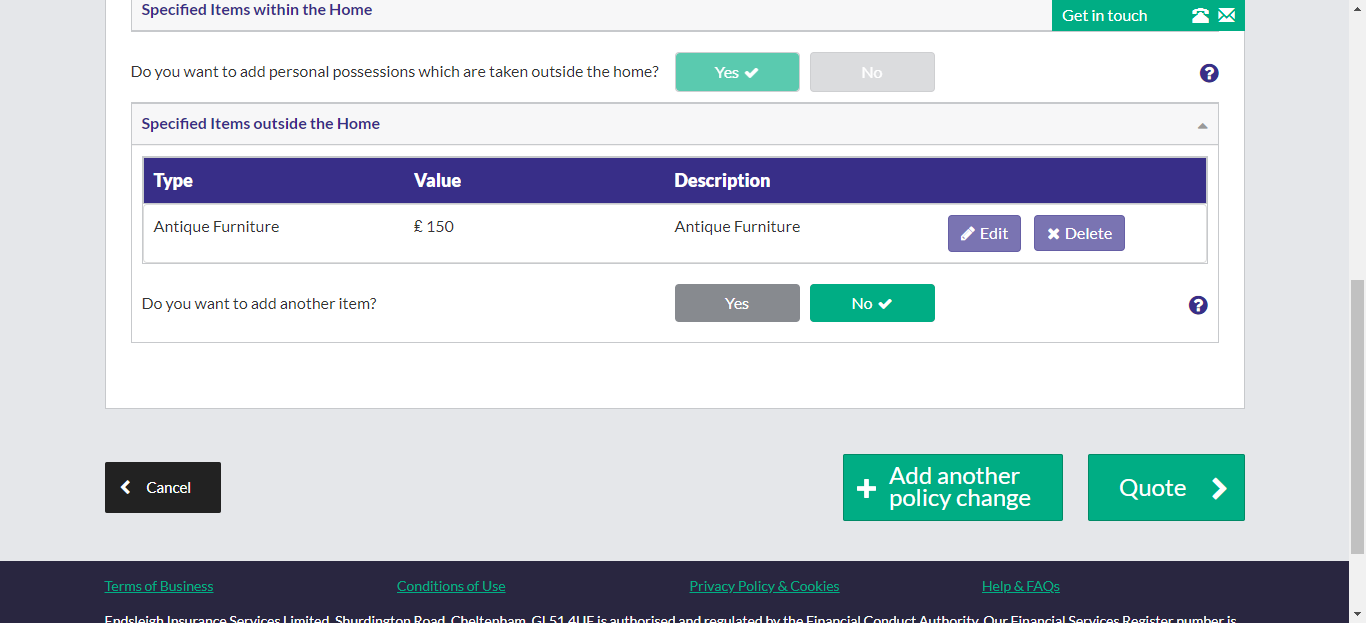 Specified Items within the Home
Get in touch
Do you want to add personal possessions which are taken outside the home?
Yes
No
Specified Items outside the Home
Type Value Description
Antique Furniture £ 150 Antique Furniture Edit Delete
Do you want to add another item? Yes No
Cancel
Add another
policy change
Quote
Terms of Business Conditions of Use Privacy Policy & Cookies Help & FAQs
Endsleigh Insurance Services Limited, Shurdington Road, Cheltenham, GL51 4UE is authorised and regulated by the Financial Conduct Authority. Our Financial Services Register number is